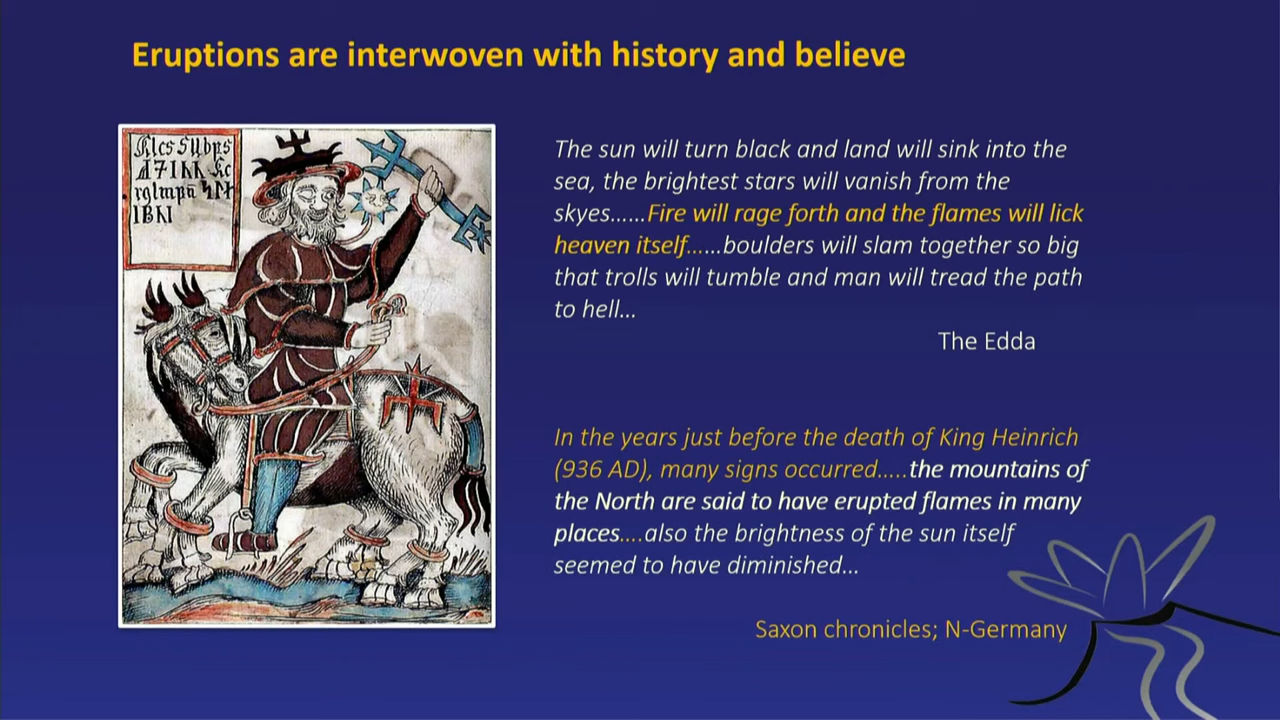 Eruptions are interwoven with history and believe
The sun will turn black and land will sink into the
sea, the brightest stars will vanish from the
skyes......Fire will rage forth and the flames will lick
heaven itself......boulders will slam together so big
that trolls will tumble and man will tread the path
to hell...
The Edda
In the years just before the death of King Heinrich
(936 AD), many signs occurred.....the mountains of
the North are said to have erupted flames in many
places....also the brightness of the sun itself
seemed to have diminished...
Saxon chronicles; N-Germany